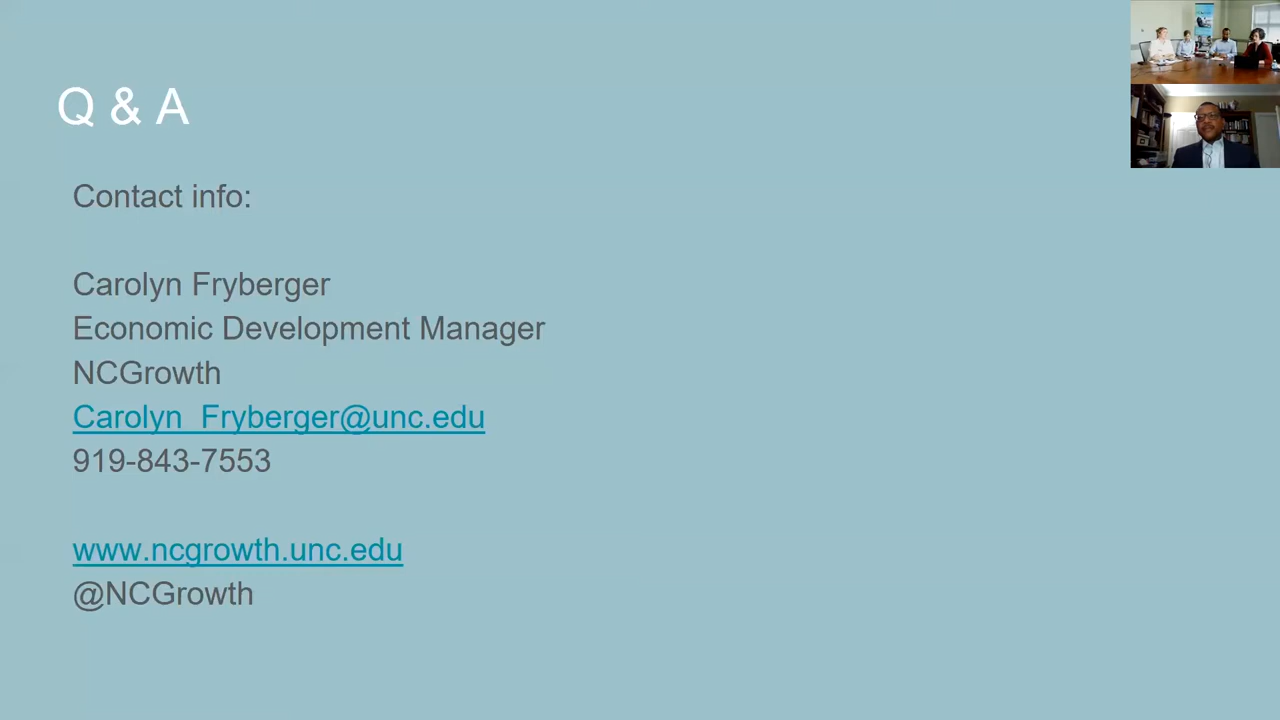 Q & A
Contact info:
Carolyn Fryberger
Economic Development Manager
NCGrowth
Carolyn_Fryberger@unc.edu
919-843-7553
www.ncgrowth.unc.edu
@NCGrowth